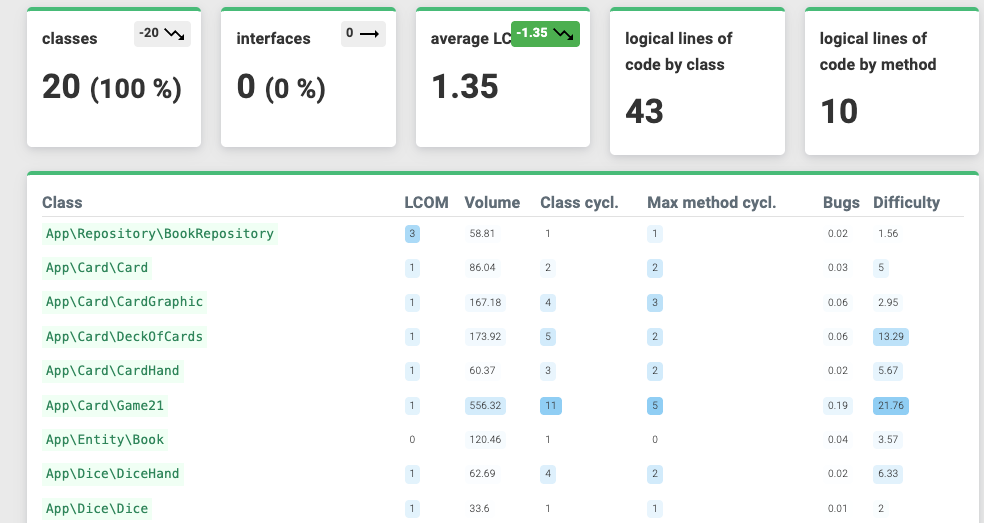 classes -20
20 (100 %)
interfaces 0
0 (0 %)
average LC -1.35
1.35
logical lines of
code by class
43
logical lines of
code by method
10
Class LCOM Volume Class cycl. Max method cycl. Bugs Difficulty
App\Repository\BookRepository 3 58.81 1 1 0.02 1.56
App\Card\Card 1 86.04 2 2 0.03 5
App\Card\CardGraphic 1 167.18 4 3 0.06 2.95
App\Card\DeckOfCards 1 173.92 5 2 0.06 13.29
App\Card\CardHand 1 60.37 3 2 0.02 5.67
App\Card\Game21 1 556.32 11 5 0.19 21.76
App\Entity\Book 0 120.46 1 0 0.04 3.57
App\Dice\DiceHand 1 62.69 4 2 0.02 6.33
App\Dice\Dice 1 33.6 1 1 0.01 2